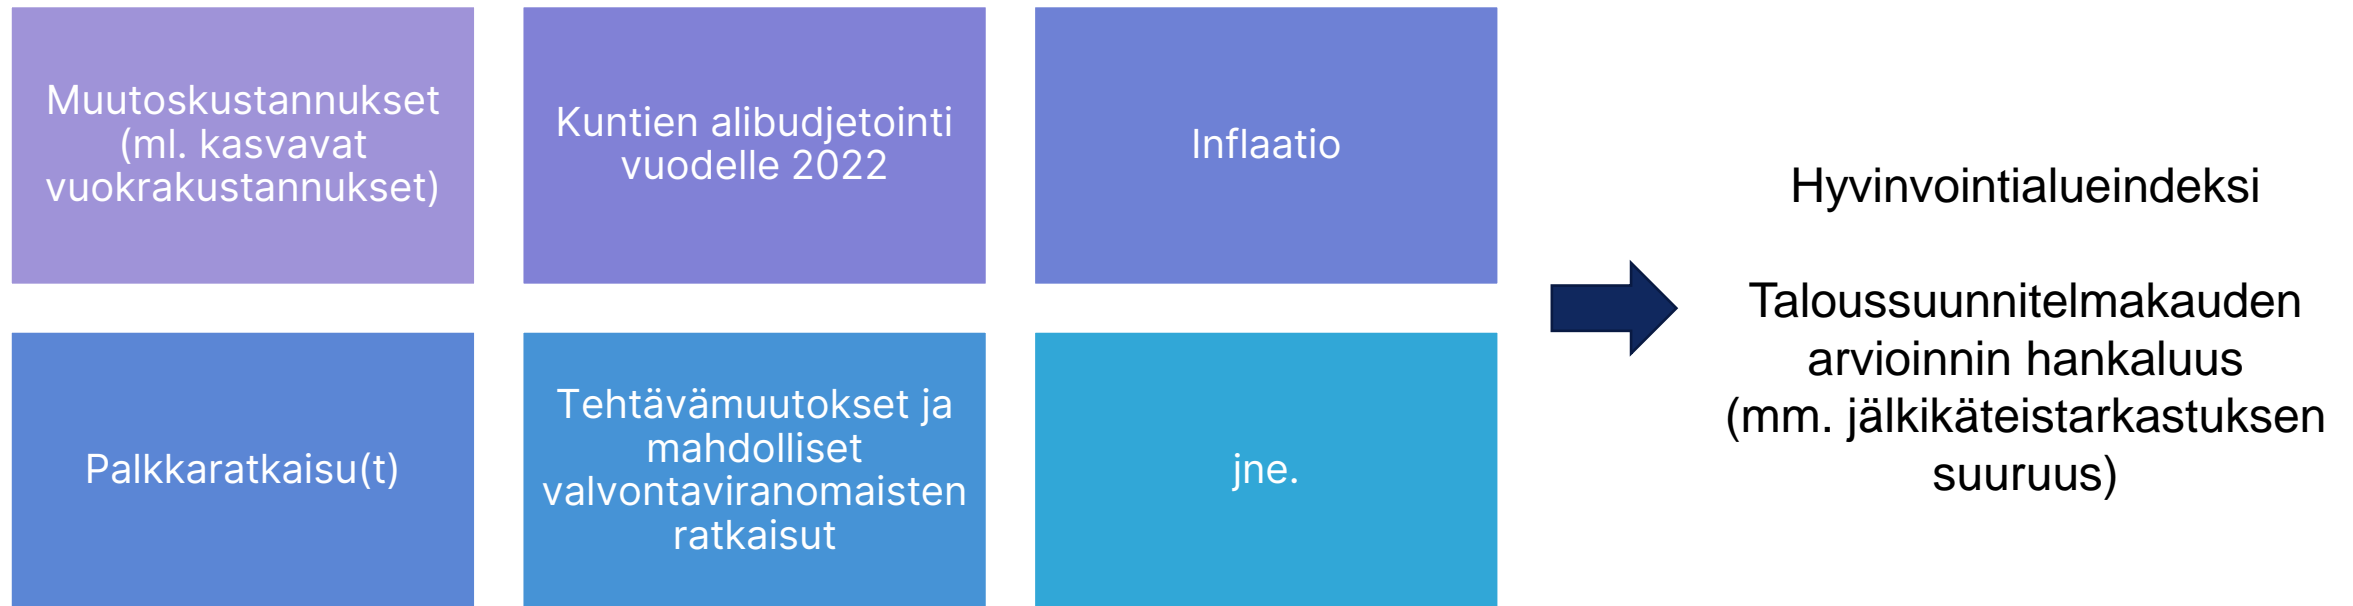 Muutoskustannukset
(ml. kasvavat
vuokrakustannukset)
Kuntien alibudjetointi
vuodelle 2022
Inflaatio
Palkkaratkaisu(t)
Tehtävämuutokset ja
mahdolliset
valvontaviranomaisten
ratkaisut
jne.
Hyvinvointialueindeksi
Taloussuunnitelmakauden
arvioinnin hankaluus
(mm. jälkikäteistarkastuksen
suuruus)